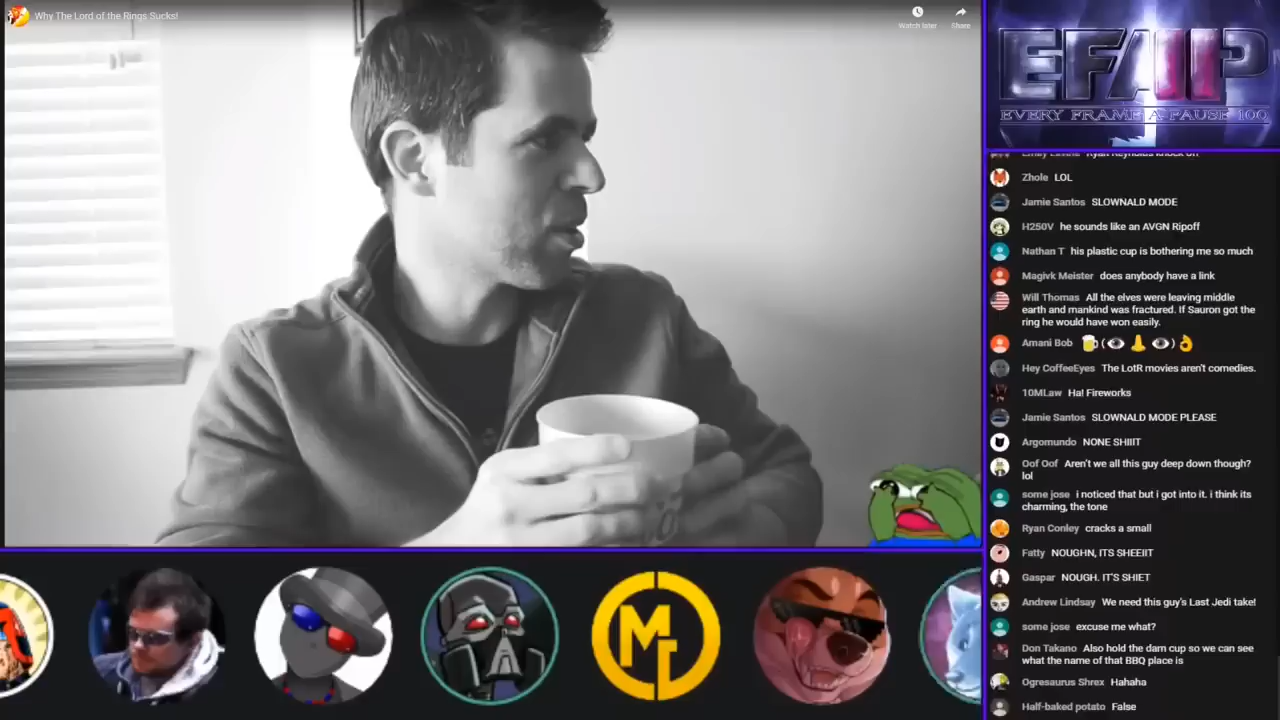 Why The Lord of the Rings Sucks!
Watch later
Share
EFAP
EVERY FRAME A PAUSE 100
Zhole LOL
Jamie Santos SLOWNALD MODE
H250V he sounds like an AVGN Ripoff
Nathan T his plastic cup is bothering me so much
Magivk Meister does anybody have a link
Will Thomas All the elves were leaving middle
earth and mankind was fractured. If Sauron got the
ring he would have won easily.
Amani Bob
Hey CoffeeEyes The LotR movies aren't comedies.
10MLaw Ha! Fireworks
Jamie Santos SLOWNALD MODE PLEASE
Argomundo NONE SHIIIT
Oof Oof Aren't we all this guy deep down though?
lol
some jose i noticed that but i got into it. i think its
charming, the tone
Ryan Conley cracks a small
Fatty NOUGHN, ITS SHEEIIT
Gaspar NOUGH. IT'S SHIET
Andrew Lindsay We need this guy's Last Jedi take!
some jose excuse me what?
Don Takano Also hold the darn cup so we can see
what the name of that BBQ place is
Ogresaurus Shrex Hahaha
Half-baked potato False